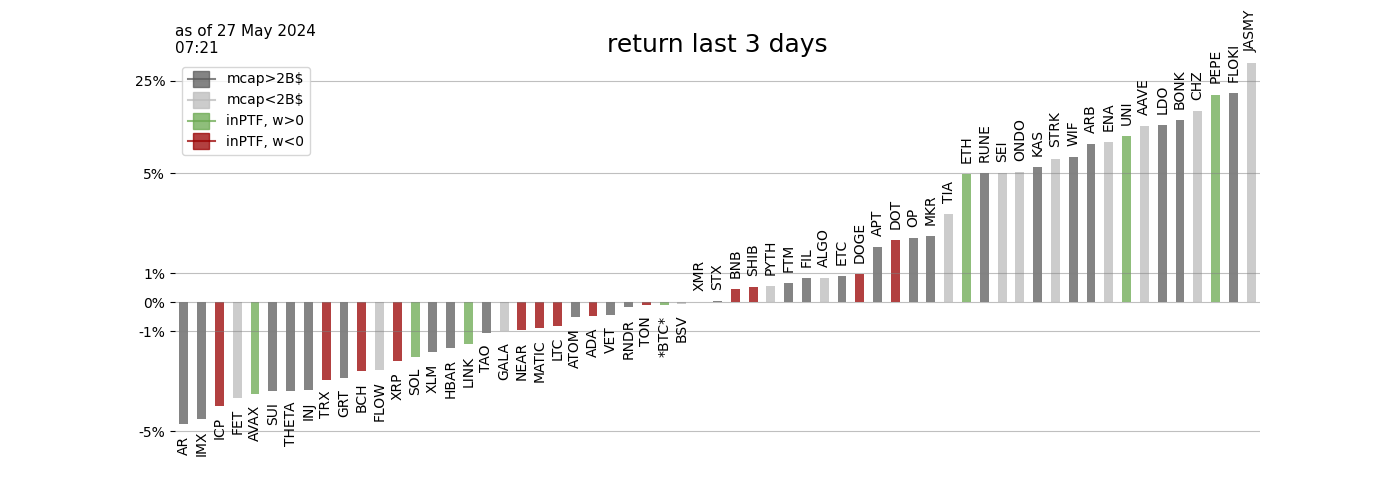 as of 27 May 2024
07:21
return last 3 days
mcap>2B$
mcap<2B$
inPTF, w>0
inPTF, w<0
25%
5%
1%
0%
-1%
-5%
AR
IMX
ICP
FET
AVAX
SUI
THETA
INJ
TRX
GRT
BCH
FLOW
XRP
SOL
XLM
HBAR
LINK
TAO
GALA
NEAR
MATIC
LTC
ATOM
ADA
VET
RNDR
TON
*BTC*
BSV
XMR
STX
BNB
SHIB
PYTH
FTM
FIL
ALGO
ETC
DOGE
APT
DOT
OP
MKR
TIA
ETH
RUNE
SEI
ONDO
KAS
STRK
WIF
ARB
ENA
UNI
AAVE
LDO
BONK
CHZ
PEPE
FLOKI
JASMY